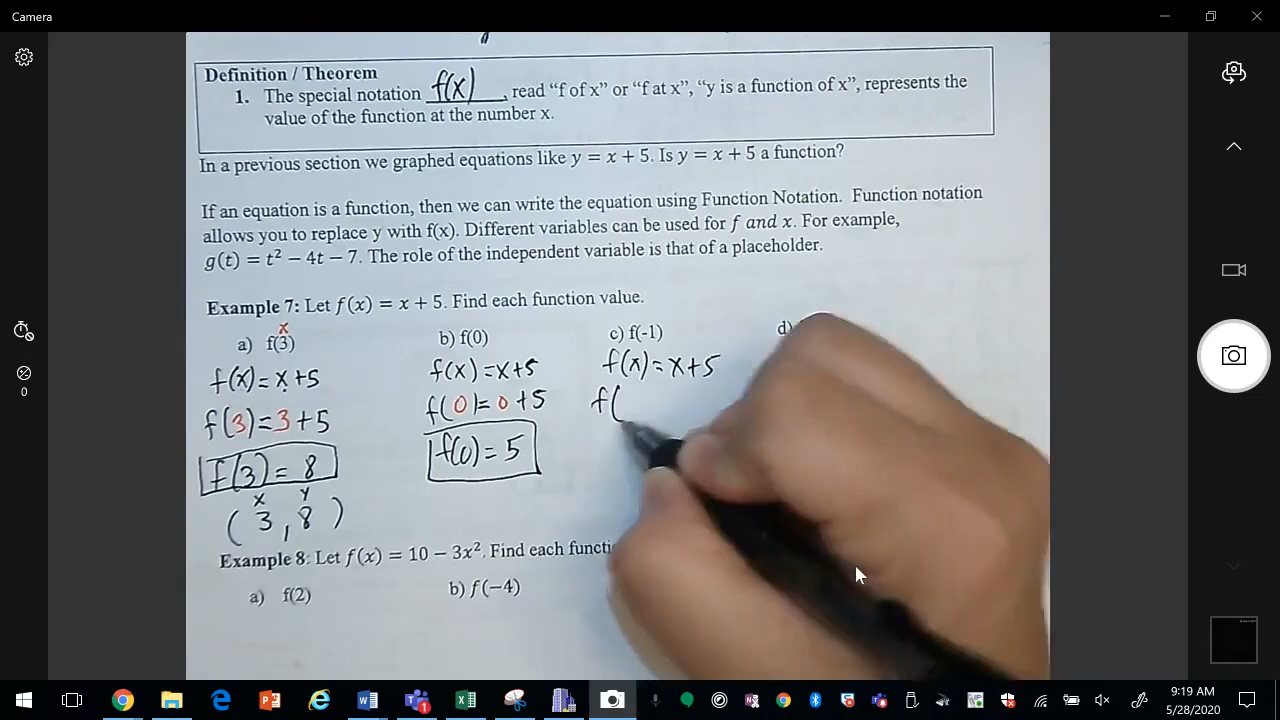 Camera
Definition / Theorem
1. The special notation f(x), read “f of x” or “f at x”, “y is a function of x”, represents the
value of the function at the number x.
In a previous section we graphed equations like y = x + 5. Is y = x + 5 a function?
If an equation is a function, then we can write the equation using Function Notation. Function notation
allows you to replace y with f(x). Different variables can be used for f and x. For example,
g(t) = t² − 4t − 7. The role of the independent variable is that of a placeholder.
Example 7: Let f(x) = x + 5. Find each function value.
x
a) f(3) b) f(0) c) f(-1) d)
f(x) = x+5 f(x) = x+5 f(x) = x+5
f(3) = 3+5 f(0) = 0+5 f(
f(3) = 8 f(0) = 5
x y
(3, 8)
Example 8: Let f(x) = 10 − 3x². Find each
a) f(2) b) f(−4)
0
9:19 AM
5/28/2020